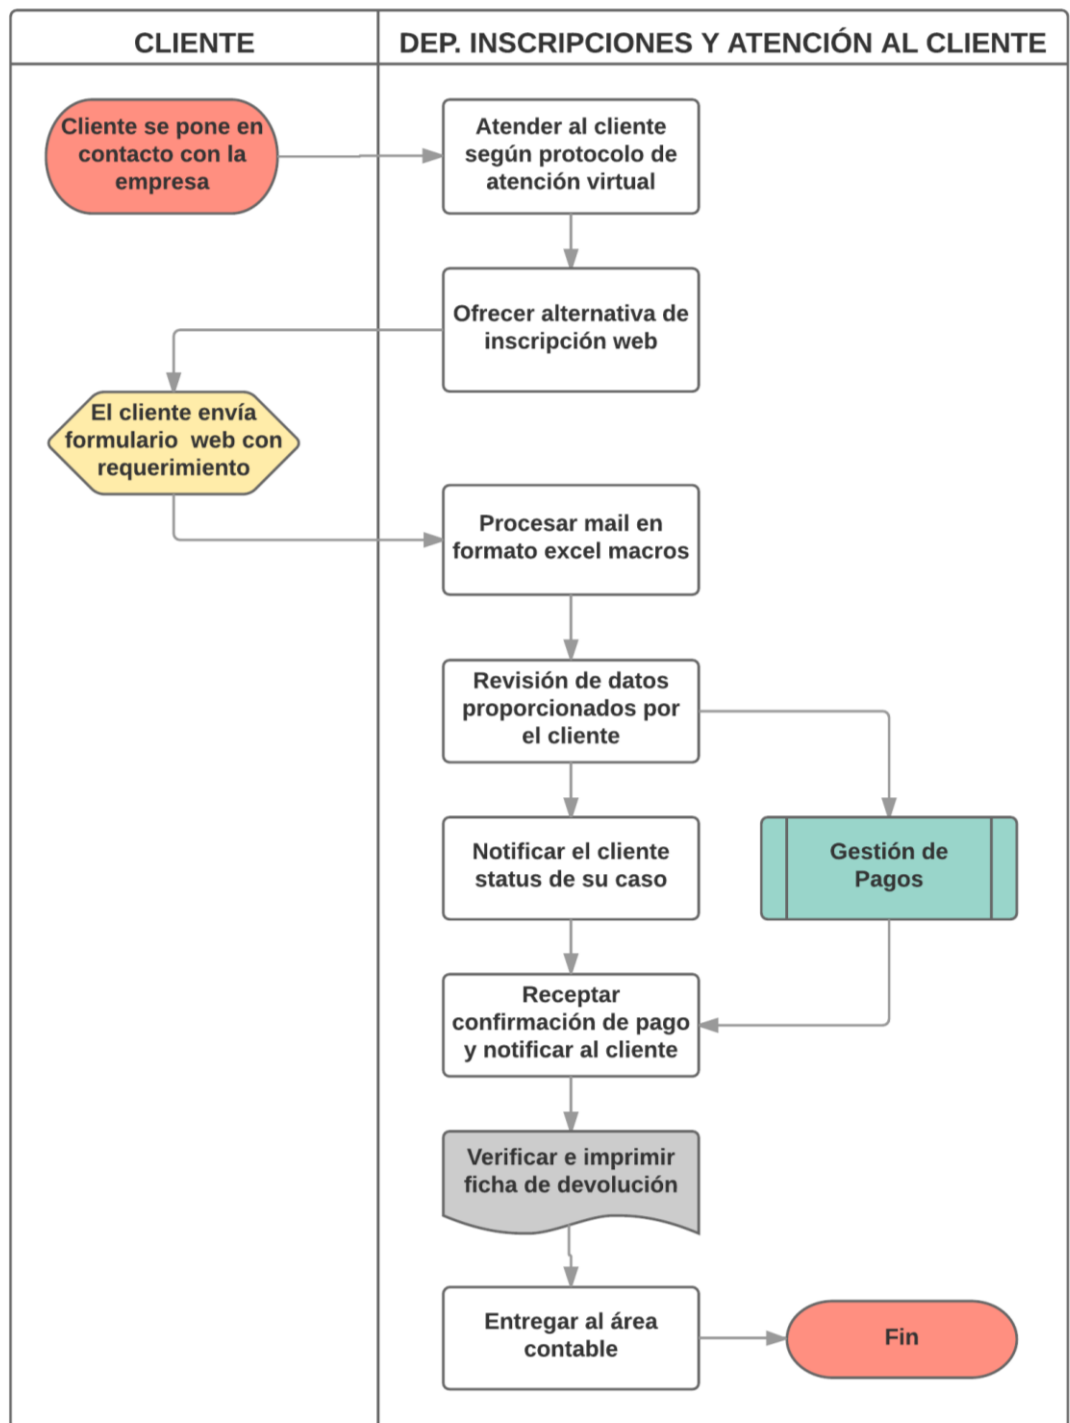 CLIENTE
DEP. INSCRIPCIONES Y ATENCIÓN AL CLIENTE
Cliente se pone en
contacto con la
empresa
Atender al cliente
según protocolo de
atención virtual
Ofrecer alternativa de
inscripción web
El cliente envía
formulario web con
requerimiento
Procesar mail en
formato excel macros
Revisión de datos
proporcionados por
el cliente
Notificar el cliente
status de su caso
Gestión de
Pagos
Receptar
confirmación de pago
y notificar al cliente
Verificar e imprimir
ficha de devolución
Entregar al área
contable
Fin